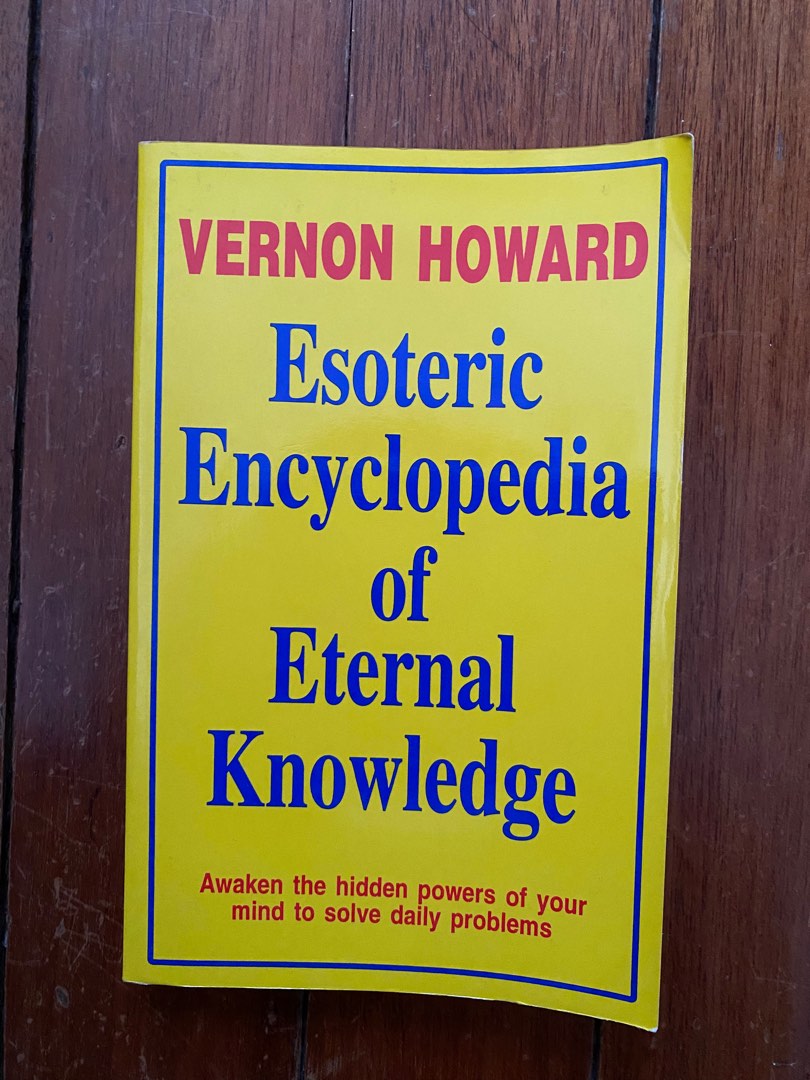 VERNON HOWARD
Esoteric
Encyclopedia
of
Eternal
Knowledge
Awaken the hidden powers of your
mind to solve daily problems